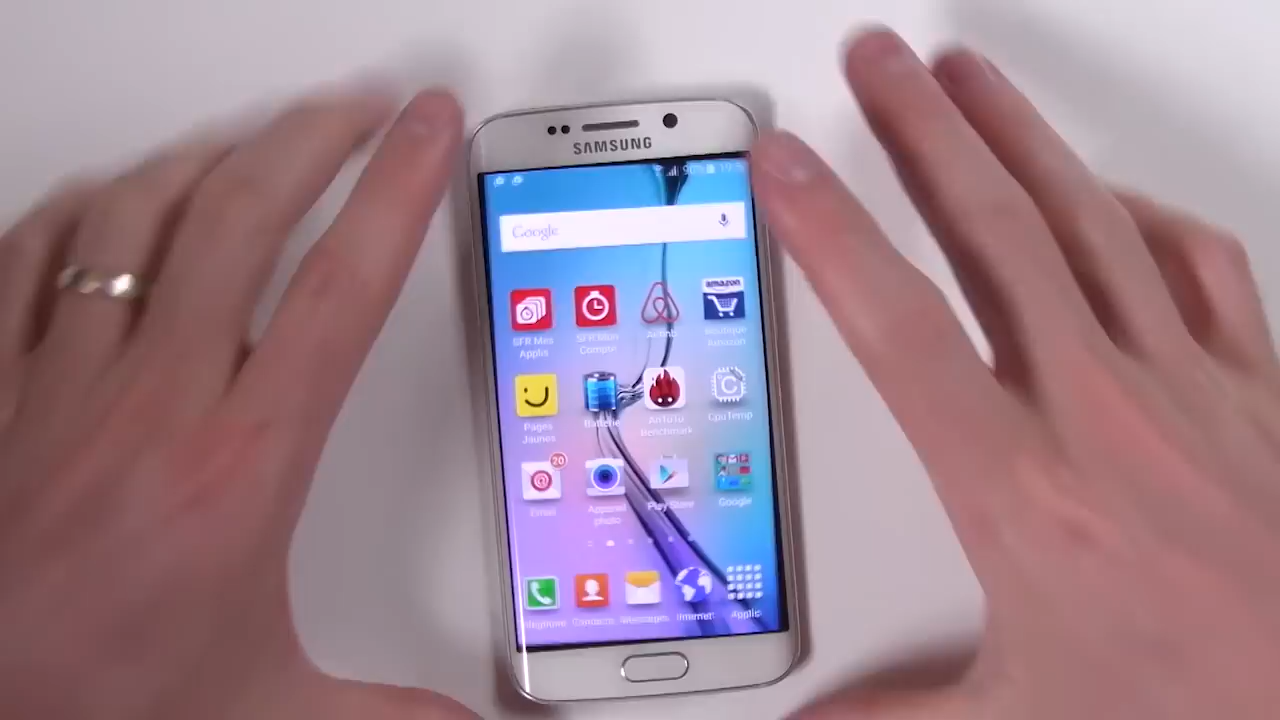 SAMSUNG
90%
Google
amazon
SFR Mes
Applis
SFR Mon
Compte
Airbnb
Boutique
Amazon
Pages
Jaunes
Batterie
AnTuTu
Benchmark
C
CpuTemp
20
@
Email
Appareil
photo
Play Store
Google
Téléphone
Contacts
Messages
Internet
Applic